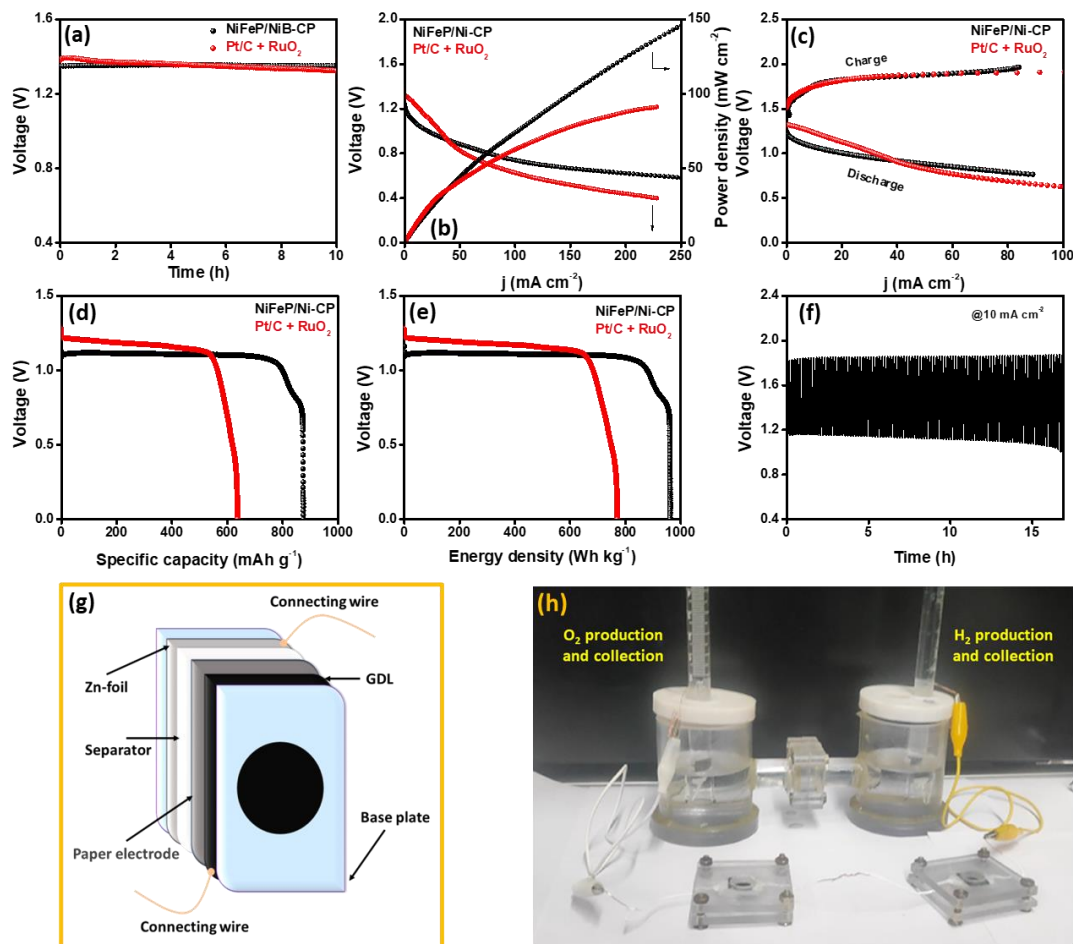 (a)
NiFeP/NiB-CP
Pt/C + RuO₂
Voltage (V)
2.0
1.6
1.2
0.8
0.4
0 2 4 6 8 10
Time (h)
(b)
NiFeP/Ni-CP
Pt/C + RuO₂
Voltage (V)
2.0
1.6
1.2
0.8
0.4
0.0
0 50 100 150 200 250
j (mA cm⁻²)
150
100
50
0
Power density (mW cm⁻²)
(c)
NiFeP/Ni-CP
Pt/C + RuO₂
Charge
Discharge
Voltage (V)
2.5
2.0
1.5
1.0
0.5
0.0
0 20 40 60 80 100
j (mA cm⁻²)
(d)
NiFeP/Ni-CP
Pt/C + RuO₂
Voltage (V)
1.5
1.0
0.5
0.0
0 200 400 600 800 1000
Specific capacity (mAh g⁻¹)
(e)
NiFeP/Ni-CP
Pt/C + RuO₂
Voltage (V)
1.5
1.0
0.5
0.0
0 200 400 600 800 1000
Energy density (Wh kg⁻¹)
(f)
@10 mA cm⁻²
Voltage (V)
2.4
2.0
1.6
1.2
0.8
0.4
0 5 10 15
Time (h)
(g)
Connecting wire
Zn-foil
GDL
Separator
Base plate
Paper electrode
Connecting wire
(h)
O₂ production
and collection
H₂ production
and collection